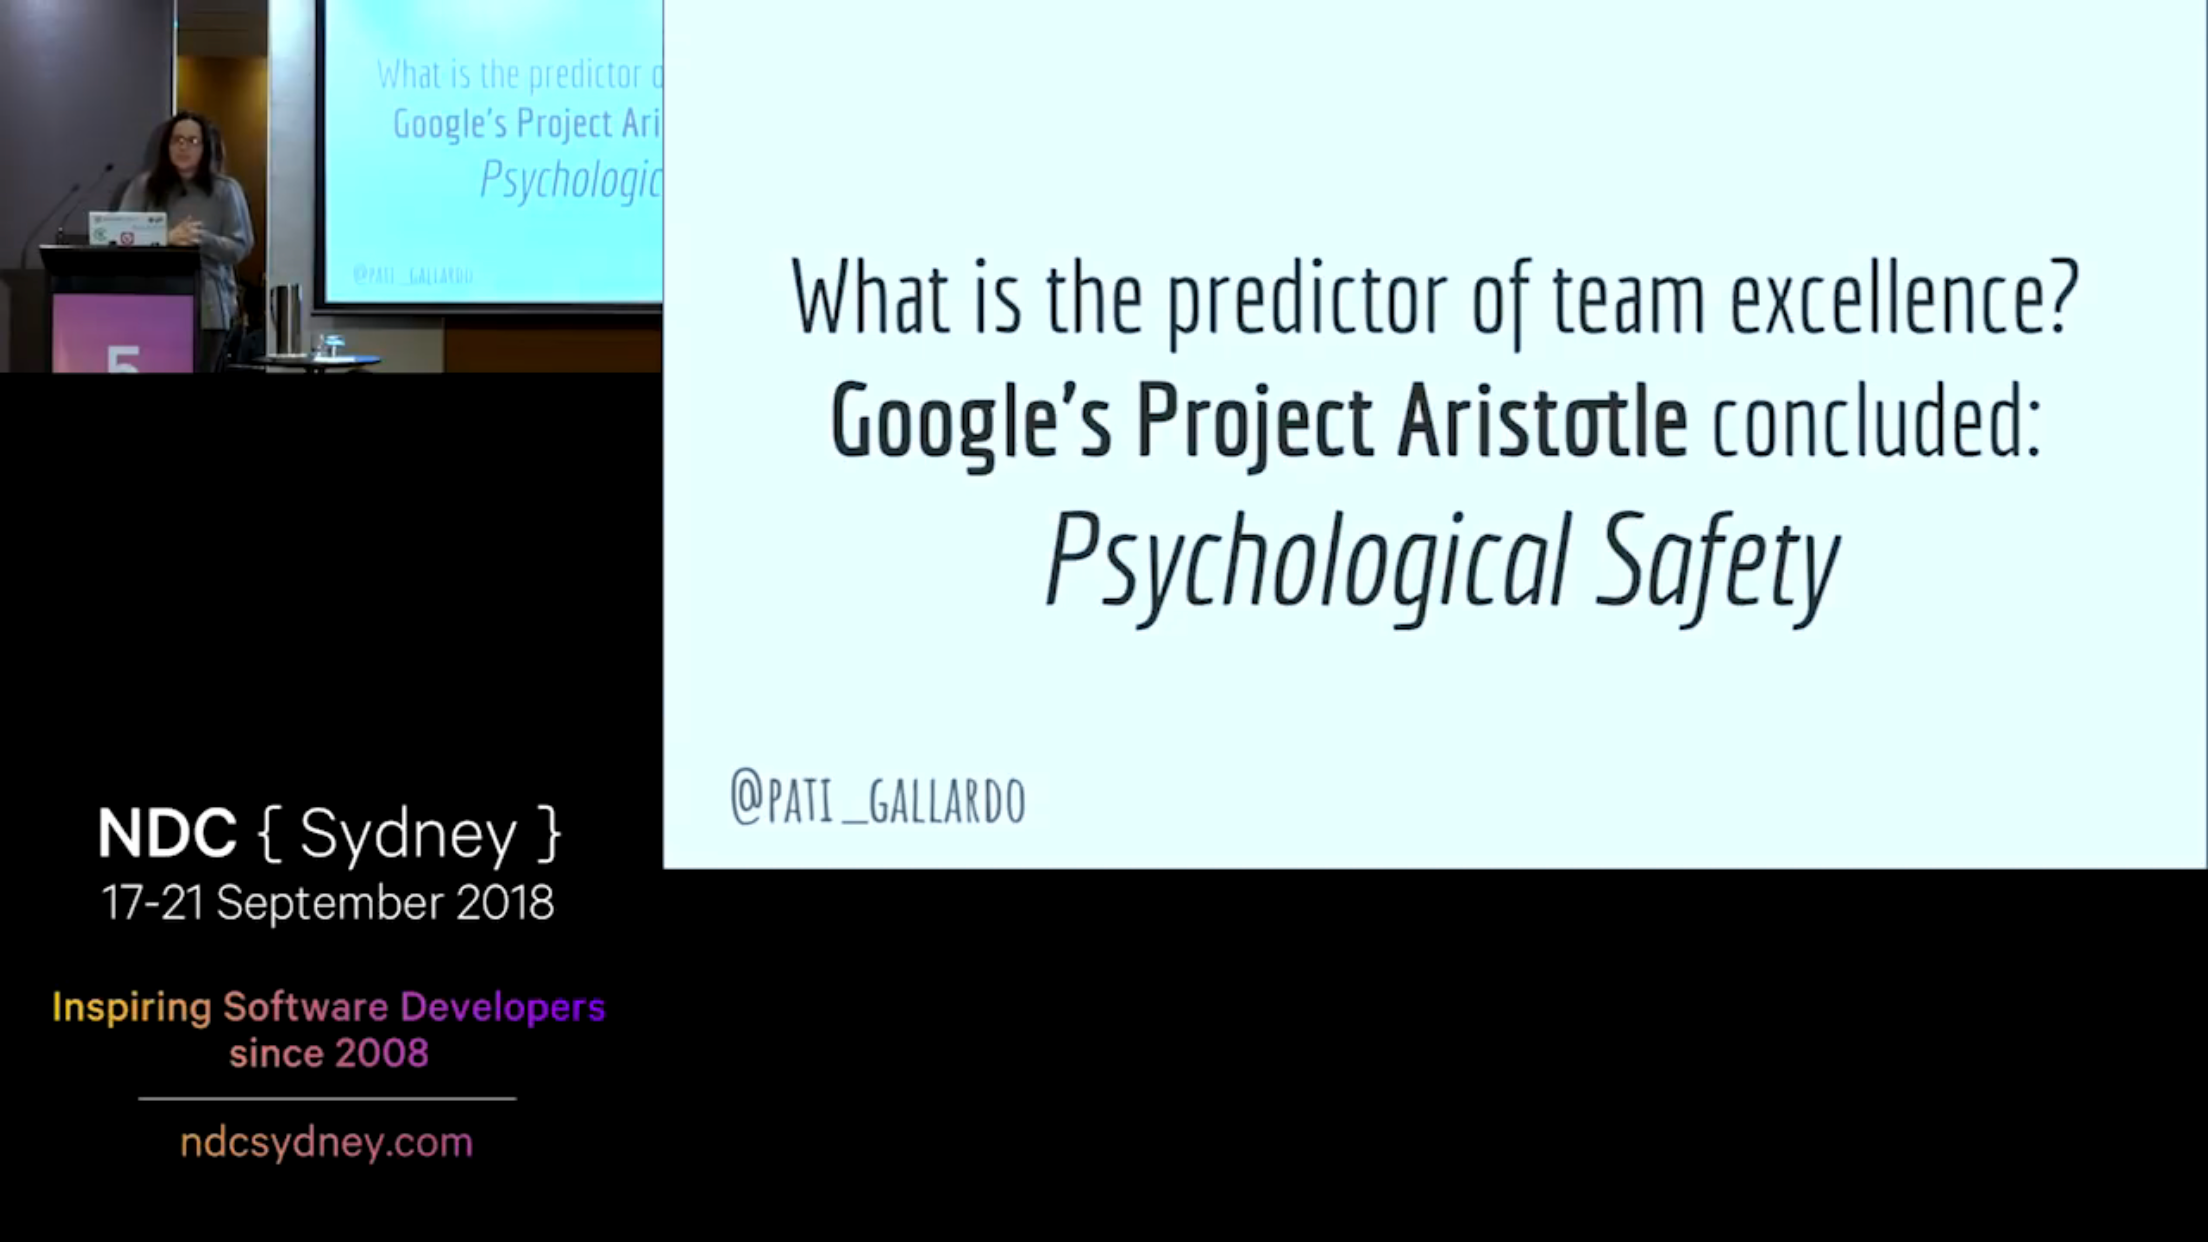 What is the predictor o
Google's Project Ari
Psychologic
@PATI_GALLARDO
5
What is the predictor of team excellence?
Google's Project Aristotle concluded:
Psychological Safety
@PATI_GALLARDO
NDC { Sydney }
17-21 September 2018
Inspiring Software Developers
since 2008
ndcsydney.com